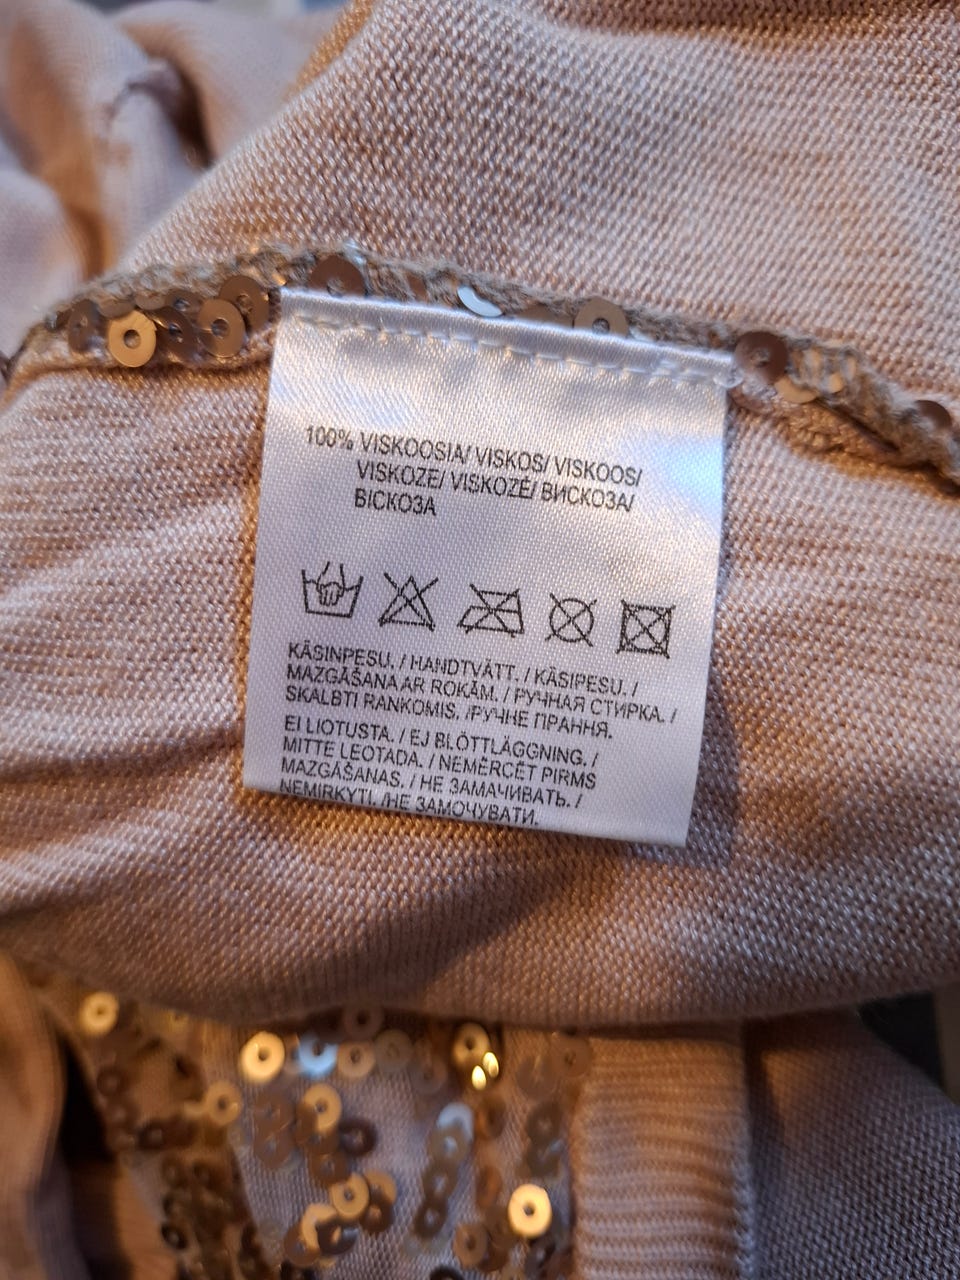 100% VISKOOSIA/ VISKOS/ VISKOOS/
VISKOZE/ VISKOZĖ/ ВИСКОЗА/
ВІСКОЗА
KÄSINPESU. / HANDTVÄTT. / KÄSIPESU. /
MAZGĀŠANA AR ROKĀM. / РУЧНАЯ СТИРКА. /
SKALBTI RANKOMIS. /РУЧНЕ ПРАННЯ.
EI LIOTUSTA. / EJ BLÖTLÄGGNING. /
MITTE LEOTADA. / NEMĒRCĒT PIRMS
MAZGĀŠANAS. / НЕ ЗАМАЧИВАТЬ. /
NEMIRKYTI. /НЕ ЗАМОЧУВАТИ.